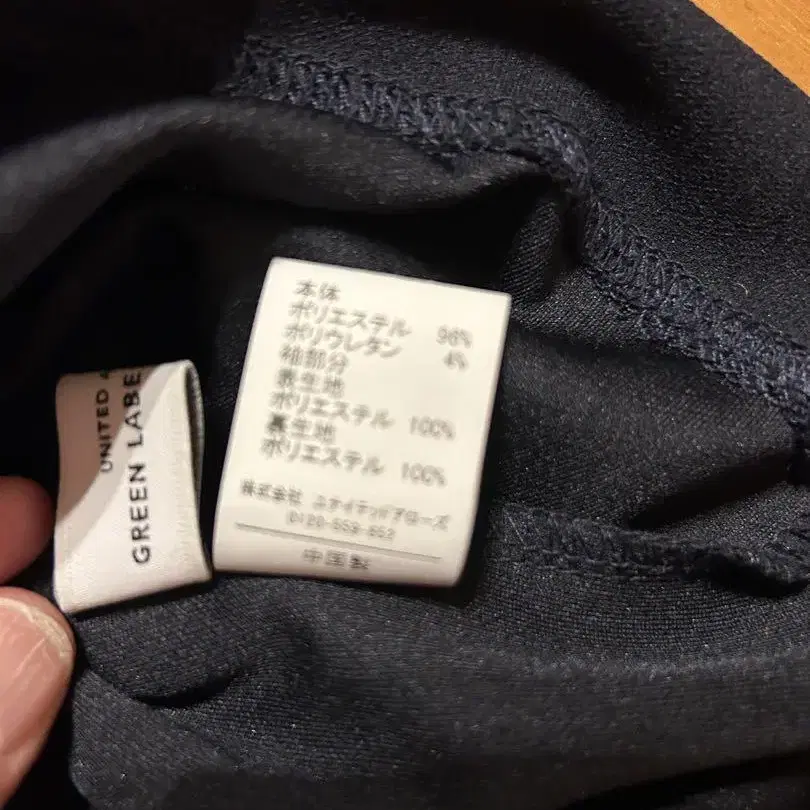 UNITED A
GREEN LABE
本体
ポリエステル 96%
ポリウレタン 4%
袖部分
表生地
ポリエステル 100%
裏生地
ポリエステル 100%
株式会社 ユナイテッドアローズ
0120-559-652
中国製